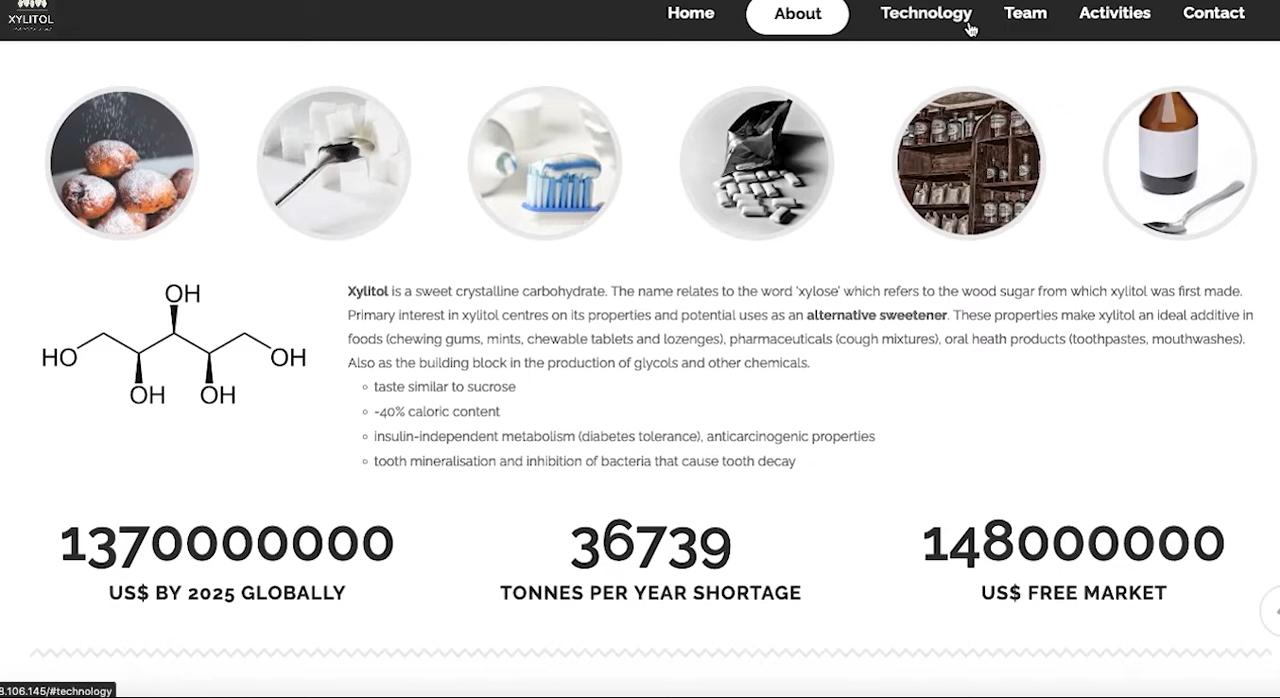 XYLITOL
Home About Technology Team Activities Contact
OH
HO OH
OH OH
Xylitol is a sweet crystalline carbohydrate. The name relates to the word 'xylose' which refers to the wood sugar from which xylitol was first made.
Primary interest in xylitol centres on its properties and potential uses as an alternative sweetener. These properties make xylitol an ideal additive in
foods (chewing gums, mints, chewable tablets and lozenges), pharmaceuticals (cough mixtures), oral heath products (toothpastes, mouthwashes).
Also as the building block in the production of glycols and other chemicals.
taste similar to sucrose
-40% caloric content
insulin-independent metabolism (diabetes tolerance), anticarcinogenic properties
tooth mineralisation and inhibition of bacteria that cause tooth decay
1370000000 36739 148000000
US$ BY 2025 GLOBALLY TONNES PER YEAR SHORTAGE US$ FREE MARKET
8.106.145/#technology